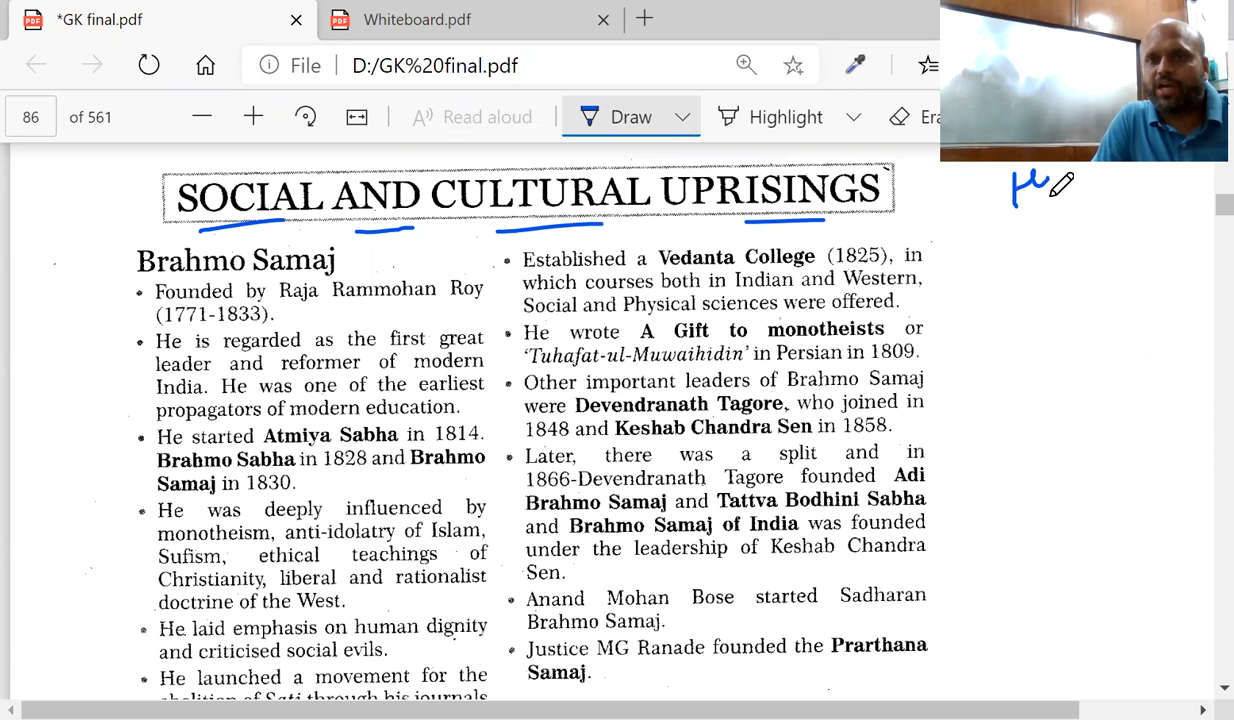 *GK final.pdf
Whiteboard.pdf
File
D:/GK%20final.pdf
86
of 561
Read aloud
Draw
Highlight
Era
SOCIAL AND CULTURAL UPRISINGS
Brahmo Samaj
• Founded by Raja Rammohan Roy
(1771-1833).
• He is regarded as the first great
leader and reformer of modern
India. He was one of the earliest
propagators of modern education.
• He started Atmiya Sabha in 1814.
Brahmo Sabha in 1828 and Brahmo
Samaj in 1830.
• He was deeply influenced by
monotheism, anti-idolatry of Islam,
Sufism, ethical teachings of
Christianity, liberal and rationalist
doctrine of the West.
• He laid emphasis on human dignity
and criticised social evils.
• He launched a movement for the
abolition of Sati through his journals
• Established a Vedanta College (1825), in
which courses both in Indian and Western,
Social and Physical sciences were offered.
• He wrote A Gift to monotheists or
‘Tuhafat-ul-Muwaihidin’ in Persian in 1809.
• Other important leaders of Brahmo Samaj
were Devendranath Tagore, who joined in
1848 and Keshab Chandra Sen in 1858.
• Later, there was a split and in
1866-Devendranath Tagore founded Adi
Brahmo Samaj and Tattva Bodhini Sabha
and Brahmo Samaj of India was founded
under the leadership of Keshab Chandra
Sen.
• Anand Mohan Bose started Sadharan
Brahmo Samaj.
• Justice MG Ranade founded the Prarthana
Samaj.